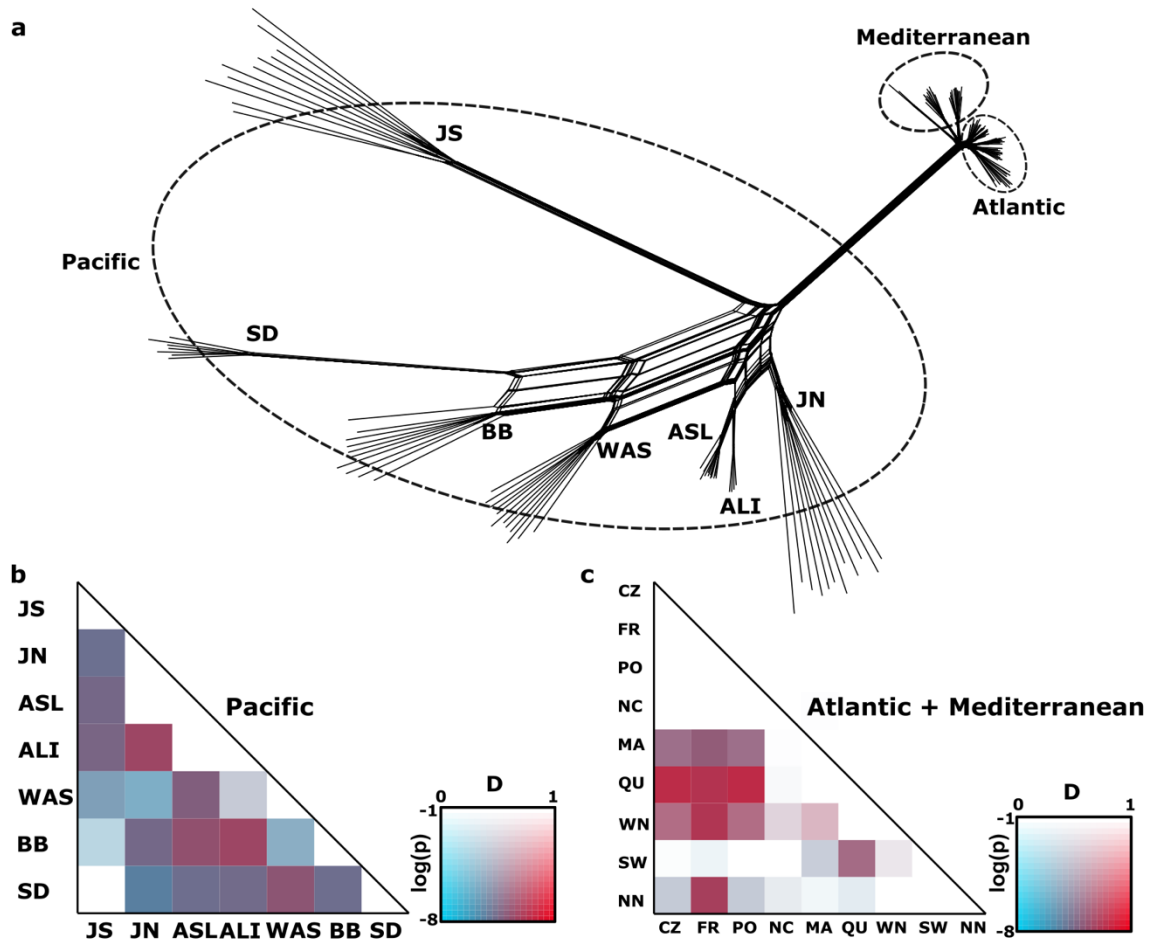 a
Mediterranean
Atlantic
JS
Pacific
SD
JN
BB
WAS
ASL
ALI
b
JS
JN
ASL
ALI
WAS
BB
SD
Pacific
D
0 1
-1
log(p)
-8
JS JN ASL ALI WAS BB SD
c
CZ
FR
PO
NC
MA
QU
WN
SW
NN
Atlantic + Mediterranean
D
0 1
-1
log(p)
-8
CZ FR PO NC MA QU WN SW NN